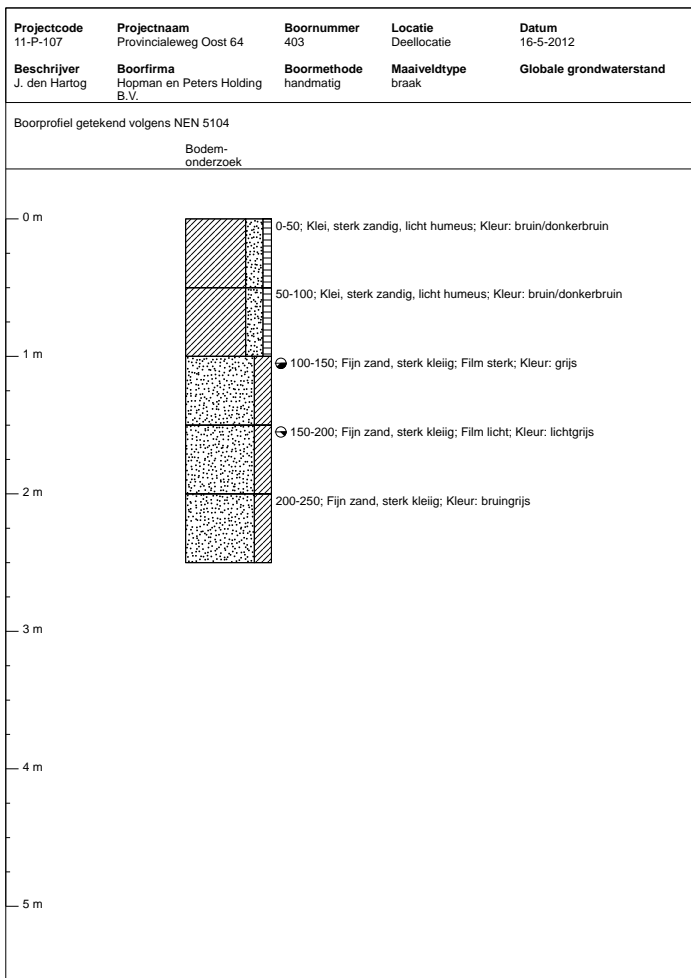 Projectcode Projectnaam Boornummer Locatie Datum
11-P-107 Provincialeweg Oost 64 403 Deellocatie 16-5-2012
Beschrijver Boorfirma Boormethode Maaiveldtype Globale grondwaterstand
J. den Hartog Hopman en Peters Holding B.V. handmatig braak
Boorprofiel getekend volgens NEN 5104
Bodem-
onderzoek
0 m
0-50; Klei, sterk zandig, licht humeus; Kleur: bruin/donkerbruin
50-100; Klei, sterk zandig, licht humeus; Kleur: bruin/donkerbruin
1 m
100-150; Fijn zand, sterk kleiig; Film sterk; Kleur: grijs
150-200; Fijn zand, sterk kleiig; Film licht; Kleur: lichtgrijs
2 m
200-250; Fijn zand, sterk kleiig; Kleur: bruingrijs
3 m
4 m
5 m